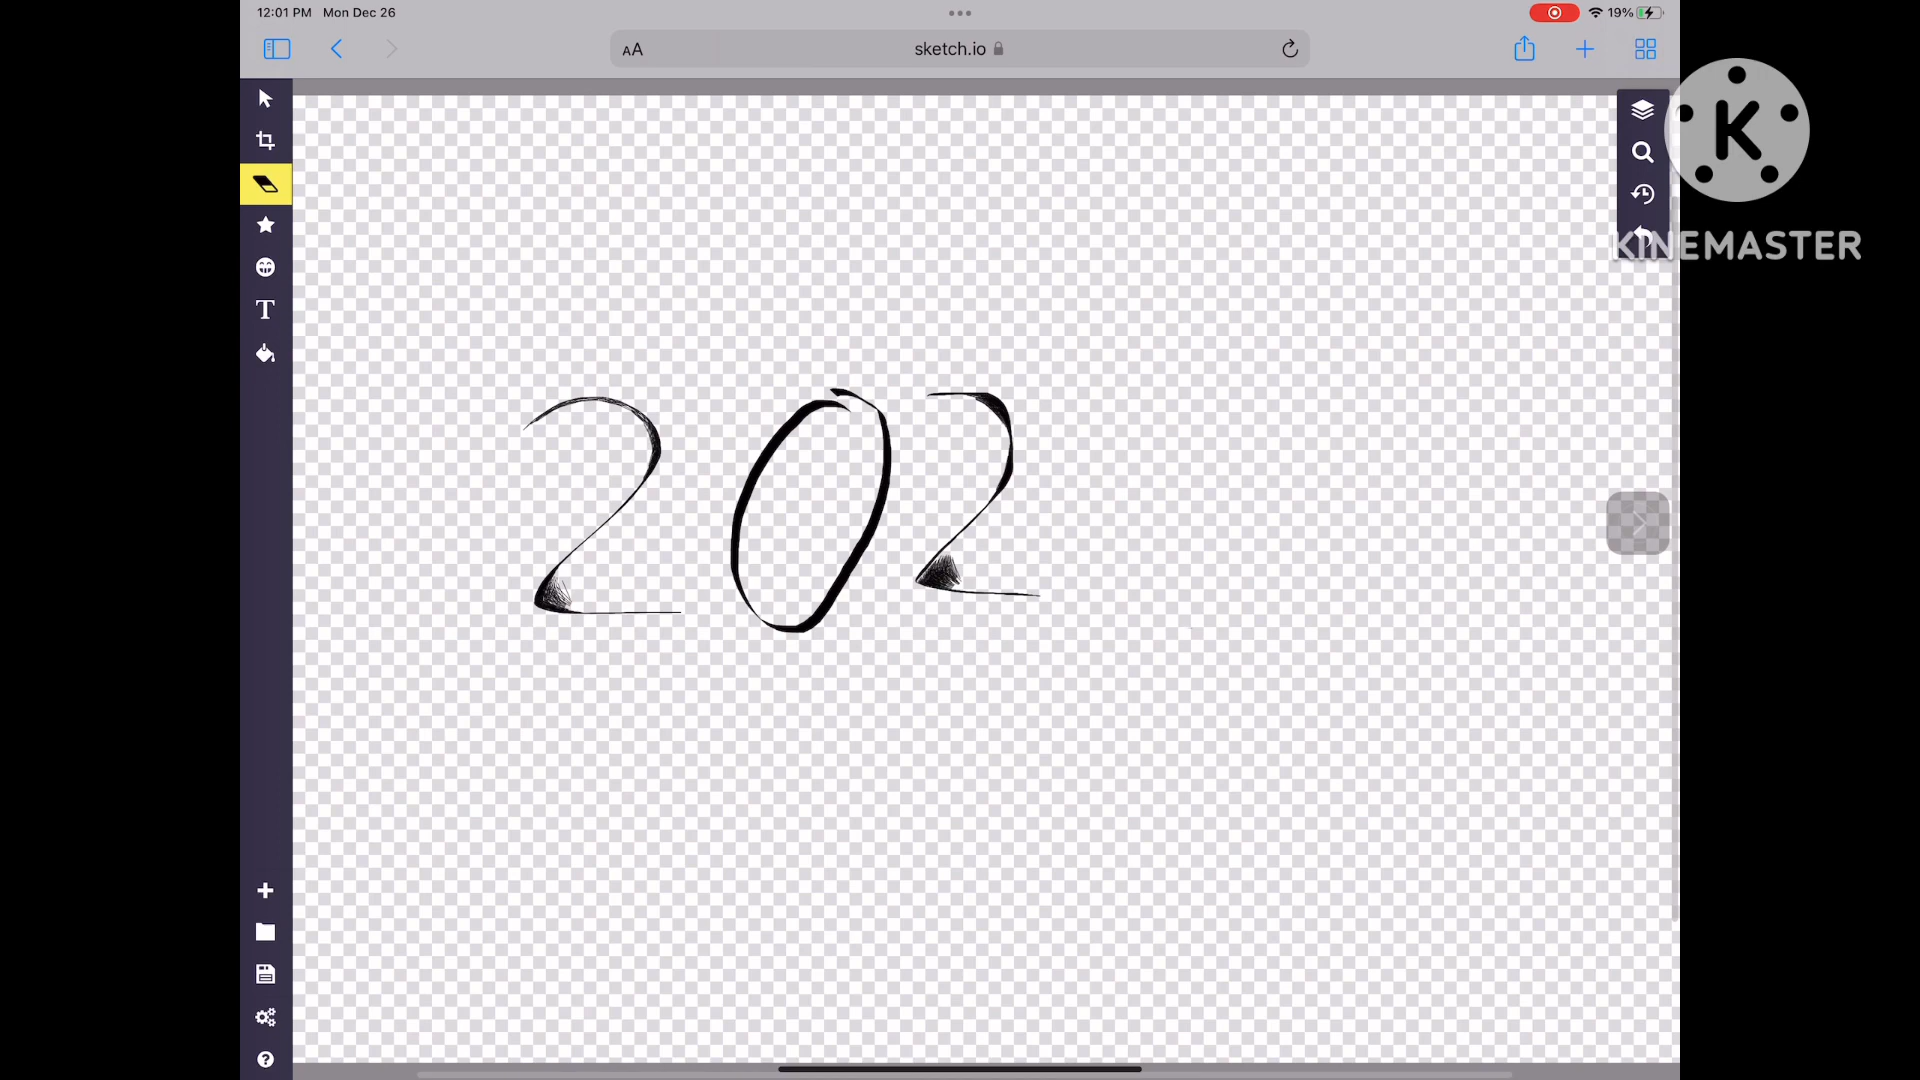 12:01 PM Mon Dec 26
19%
AA
sketch.io
K
KINEMASTER
T
202
?